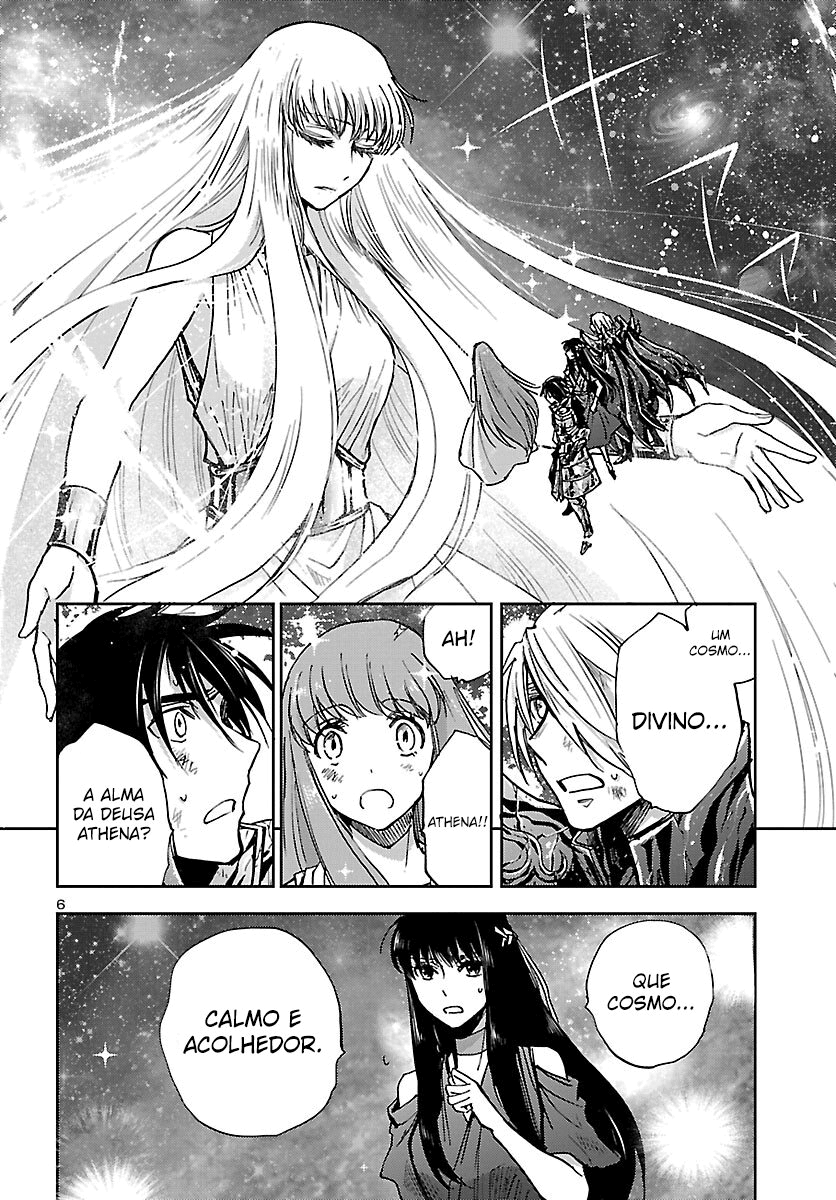 UM
COSMO...
DIVINO...
AH!
ATHENA!!
A ALMA
DA DEUSA
ATHENA?
6
QUE
COSMO...
CALMO E
ACOLHEDOR.